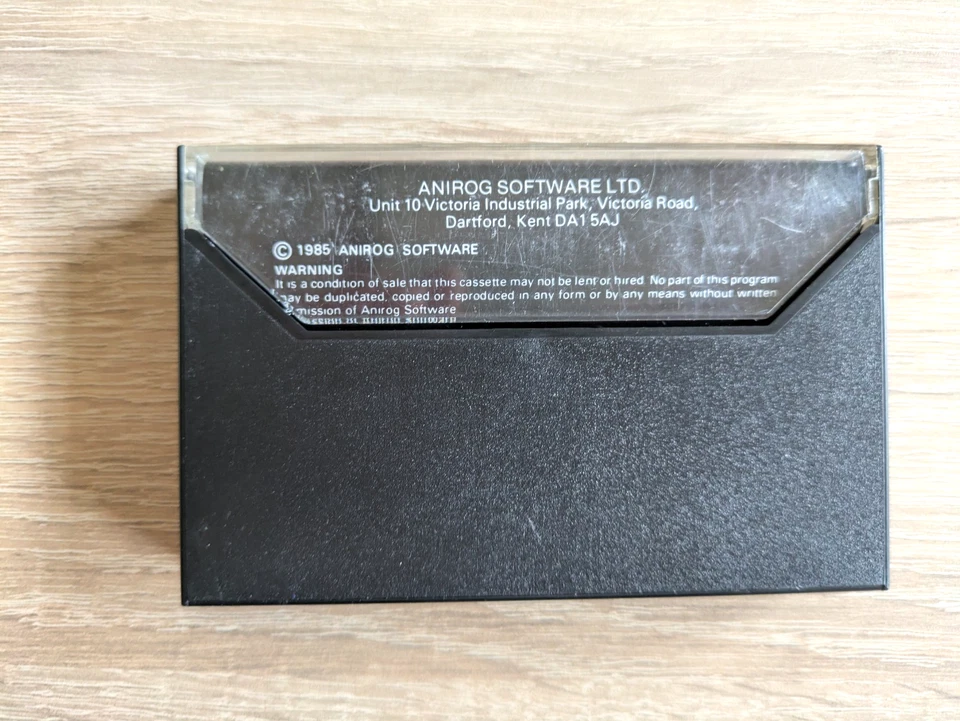 ANIROG SOFTWARE LTD.
Unit 10 Victoria Industrial Park, Victoria Road,
Dartford, Kent DA1 5AJ
© 1985 ANIROG SOFTWARE
WARNING
It is a condition of sale that this cassette may not be lent or hired. No part of this program
may be duplicated, copied or reproduced in any form or by any means without written
mission of Anirog Software